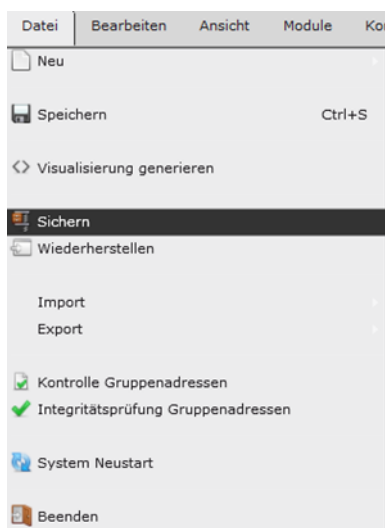 Datei Bearbeiten Ansicht Module
Neu
Speichern Ctrl+S
Visualisierung generieren
Sichern
Wiederherstellen
Import
Export
Kontrolle Gruppenadressen
Integritätsprüfung Gruppenadressen
System Neustart
Beenden